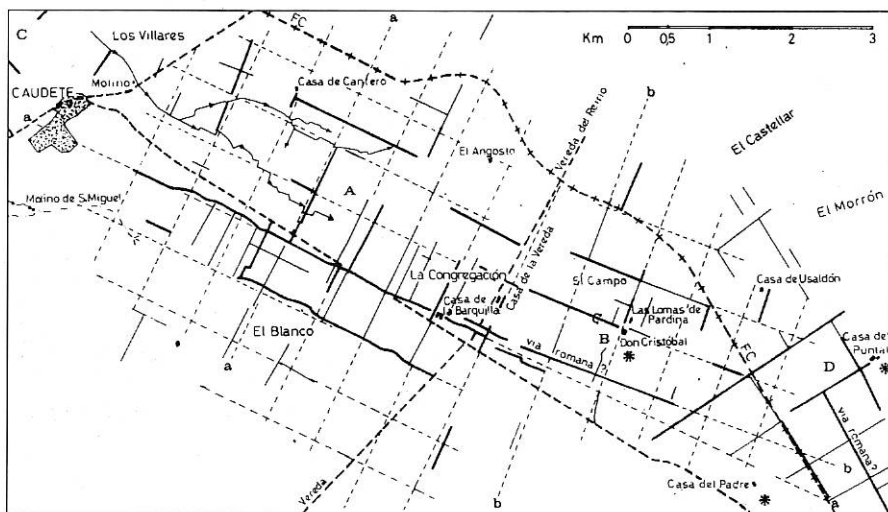 C
Los Villares
FC
a
Km 0 0,5 1 2 3
Molino
CAUDETE
a
Casa de Cantero
b
Vereda del Reino
El Angosto
El Castellar
Molino de S. Miguel
A
El Morrón
La Congregación
Casa de la Vereda
El Campo
Casa de Usaldón
Casa de la Barquilla
C
Las Lomas de Pardina
B
Don Cristóbal
El Blanco
vía romana?
FC
Casa del Puntal
D
a
vía romana?
b
Vereda
b
Casa del Padre